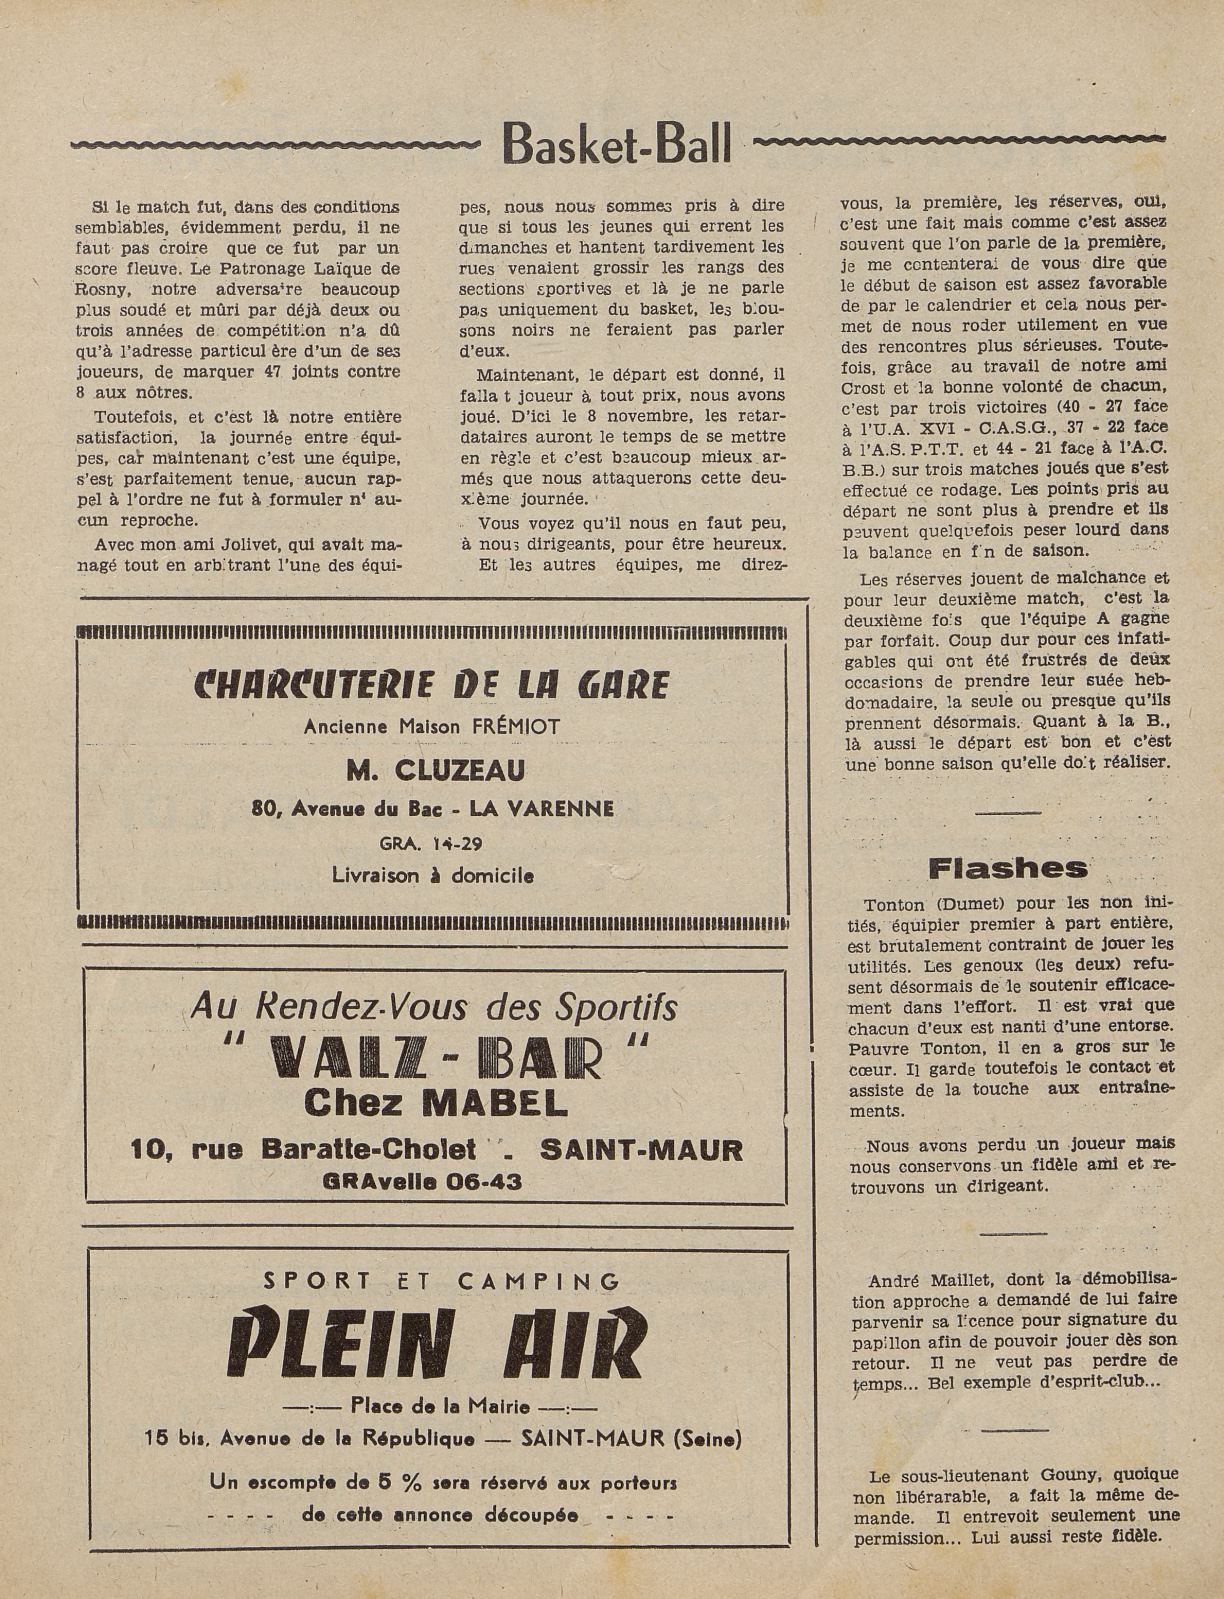 Basket-Ball
Si le match fut, dans des conditions
semblables, évidemment perdu, il ne
faut pas croire que ce fut par un
score fleuve. Le Patronage Laïque de
Rosny, notre adversa're beaucoup
plus soudé et mûri par déjà deux ou
trois années de compétition n'a dû
qu'à l'adresse particul ère d'un de ses
joueurs, de marquer 47 joints contre
8 aux nôtres.
Toutefois, et c'est là notre entière
satisfaction, la journée entre équi-
pes, car maintenant c'est une équipe,
s'est parfaitement tenue, aucun rap-
pel à l'ordre ne fut à formuler n' au-
cun reproche.
Avec mon ami Jolivet, qui avait ma-
nagé tout en arbitrant l'une des équi-
pes, nous nous sommes pris à dire
que si tous les jeunes qui errent les
dimanches et hantent tardivement les
rues venaient grossir les rangs des
sections sportives et là je ne parle
pas uniquement du basket, les blou-
sons noirs ne feraient pas parler
d'eux.
Maintenant, le départ est donné, il
falla t joueur à tout prix, nous avons
joué. D'ici le 8 novembre, les retar-
dataires auront le temps de se mettre
en règle et c'est beaucoup mieux ar-
més que nous attaquerons cette deu-
xième journée.
Vous voyez qu'il nous en faut peu,
à nous dirigeants, pour être heureux.
Et les autres équipes, me direz-
vous, la première, les réserves, oui,
c'est une fait mais comme c'est assez
souvent que l'on parle de la première,
je me contenterai de vous dire que
le début de saison est assez favorable
de par le calendrier et cela nous per-
met de nous roder utilement en vue
des rencontres plus sérieuses. Toute-
fois, grâce au travail de notre ami
Crost et la bonne volonté de chacun,
c'est par trois victoires (40 - 27 face
à l'U.A. XVI - C.A.S.G., 37 - 22 face
à l'A.S. P.T.T. et 44 - 21 face à l'A.C.
B.B.) sur trois matches joués que s'est
effectué ce rodage. Les points pris au
départ ne sont plus à prendre et ils
peuvent quelquefois peser lourd dans
la balance en f'n de saison.
Les réserves jouent de malchance et
pour leur deuxième match, c'est la
deuxième fois que l'équipe A gagne
par forfait. Coup dur pour ces infati-
gables qui ont été frustrés de deux
occasions de prendre leur suée heb-
domadaire, la seule ou presque qu'ils
prennent désormais. Quant à la B.,
là aussi le départ est bon et c'est
une bonne saison qu'elle doit réaliser.
CHARCUTERIE DE LA GARE
Ancienne Maison FRÉMIOT
M. CLUZEAU
80, Avenue du Bac - LA VARENNE
GRA. 14-29
Livraison à domicile
Au Rendez-Vous des Sportifs
" VALZ-BAR "
Chez MABEL
10, rue Baratte-Cholet - SAINT-MAUR
GRAvelle 06-43
SPORT ET CAMPING
PLEIN AIR
—:— Place de la Mairie —:—
15 bis, Avenue de la République — SAINT-MAUR (Seine)
Un escompte de 5 % sera réservé aux porteurs
- - - - de cette annonce découpée - - - -
Flashes
Tonton (Dumet) pour les non ini-
tiés, équipier premier à part entière,
est brutalement contraint de jouer les
utilités. Les genoux (les deux) refu-
sent désormais de le soutenir efficace-
ment dans l'effort. Il est vrai que
chacun d'eux est nanti d'une entorse.
Pauvre Tonton, il en a gros sur le
cœur. Il garde toutefois le contact et
assiste de la touche aux entraîne-
ments.
Nous avons perdu un joueur mais
nous conservons un fidèle ami et re-
trouvons un dirigeant.
André Maillet, dont la démobilisa-
tion approche a demandé de lui faire
parvenir sa licence pour signature du
papillon afin de pouvoir jouer dès son
retour. Il ne veut pas perdre de
temps... Bel exemple d'esprit-club...
Le sous-lieutenant Gouny, quoique
non libérarable, a fait la même de-
mande. Il entrevoit seulement une
permission... Lui aussi reste fidèle.